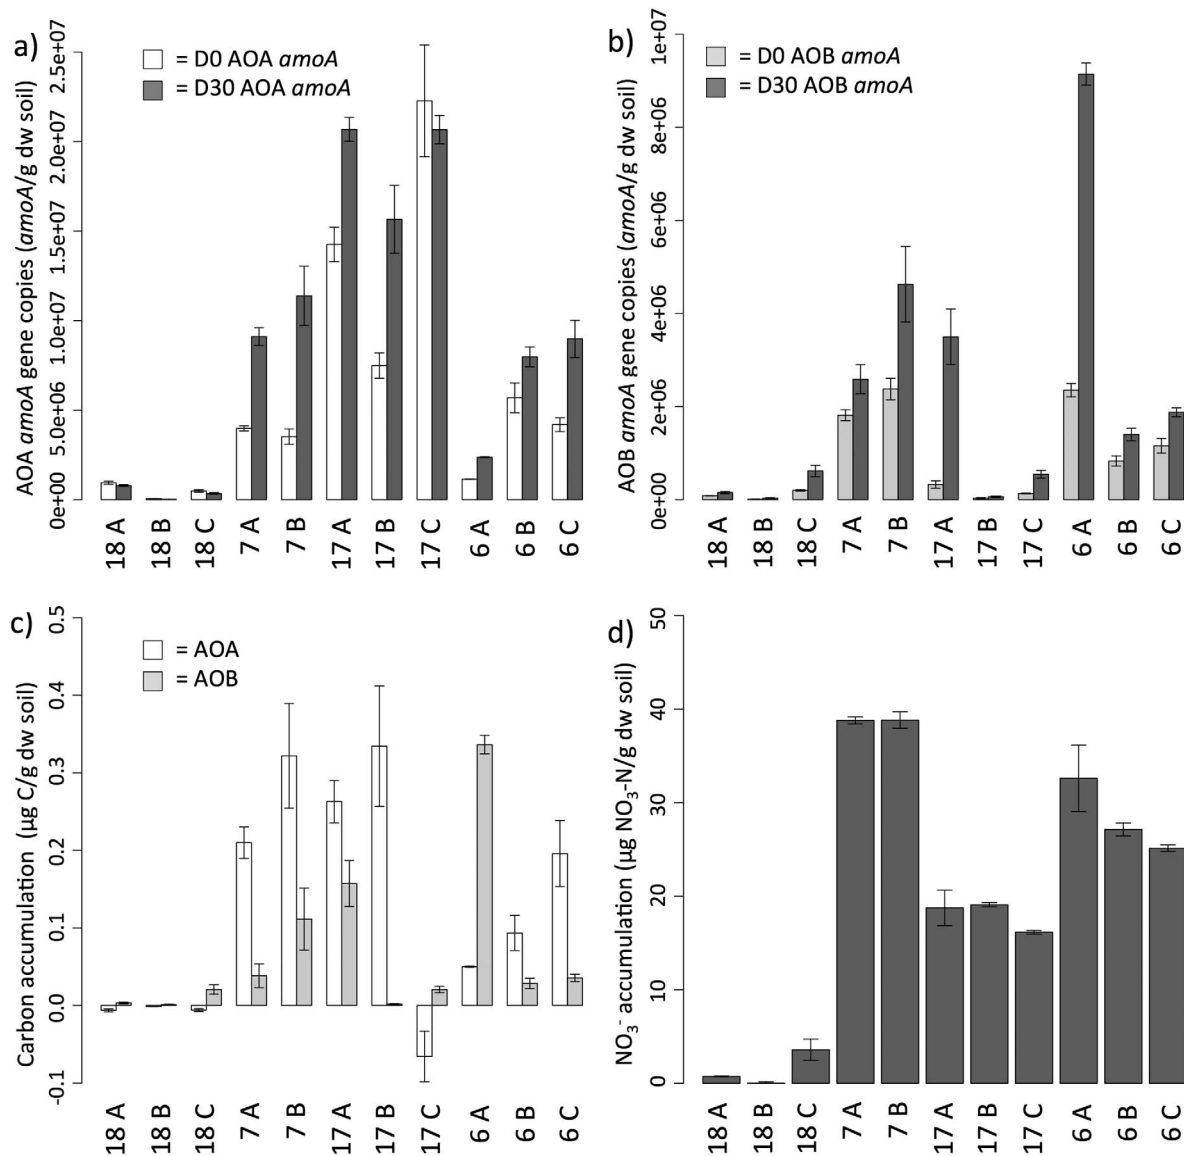 a)
= D0 AOA amoA
= D30 AOA amoA
AOA amoA gene copies (amoA/g dw soil)
0e+00 5.0e+06 1.0e+07 1.5e+07 2.0e+07 2.5e+07
18 A 18 B 18 C 7 A 7 B 17 A 17 B 17 C 6 A 6 B 6 C
b)
= D0 AOB amoA
= D30 AOB amoA
AOB amoA gene copies (amoA/g dw soil)
0e+00 2e+06 4e+06 6e+06 8e+06 1e+07
18 A 18 B 18 C 7 A 7 B 17 A 17 B 17 C 6 A 6 B 6 C
c)
= AOA
= AOB
Carbon accumulation (µg C/g dw soil)
-0.1 0.0 0.1 0.2 0.3 0.4 0.5
18 A 18 B 18 C 7 A 7 B 17 A 17 B 17 C 6 A 6 B 6 C
d)
NO₃⁻ accumulation (µg NO₃-N/g dw soil)
0 10 20 30 40 50
18 A 18 B 18 C 7 A 7 B 17 A 17 B 17 C 6 A 6 B 6 C